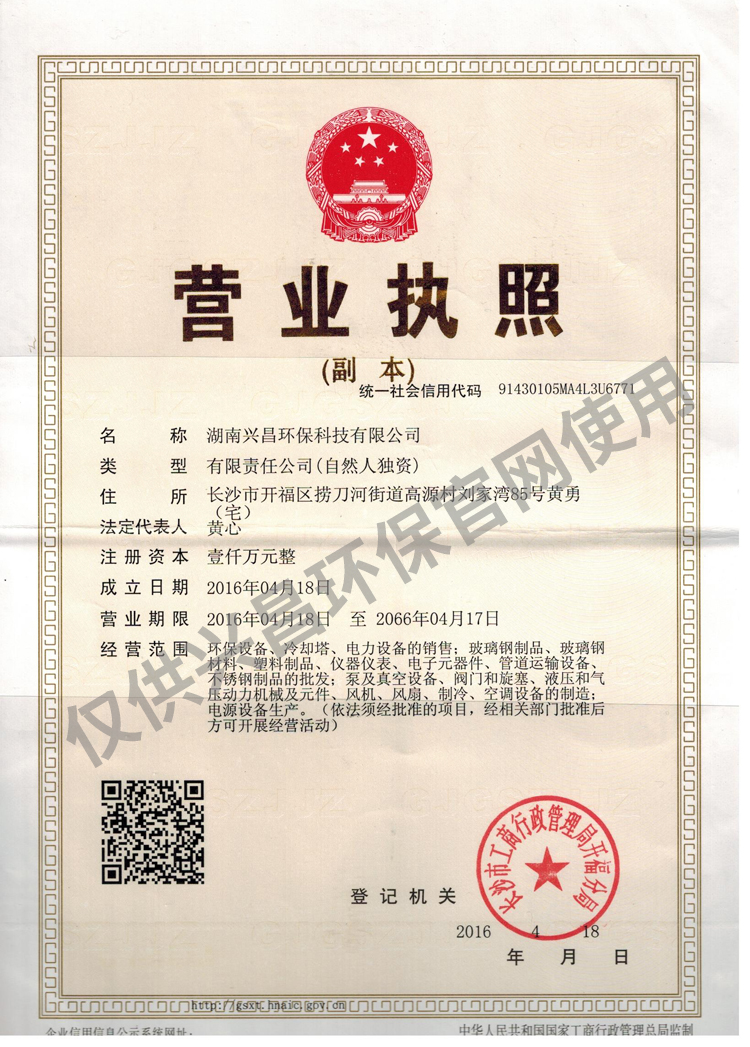 营业执照
(副 本)
统一社会信用代码 91430105MA4L3U6771
名 称 湖南兴昌环保科技有限公司
类 型 有限责任公司(自然人独资)
住 所 长沙市开福区捞刀河街道高源村刘家湾85号黄勇
（宅）
法定代表人 黄心
注册资本 壹仟万元整
成立日期 2016年04月18日
营业期限 2016年04月18日 至 2066年04月17日
经营范围 环保设备、冷却塔、电力设备的销售；玻璃钢制品、玻璃钢
材料、塑料制品、仪器仪表、电子元器件、管道运输设备、
不锈钢制品的批发；泵及真空设备、阀门和旋塞、液压和气
压动力机械及元件、风机、风扇、制冷、空调设备的制造；
电源设备生产。（依法须经批准的项目，经相关部门批准后
方可开展经营活动）
仅供兴昌环保官网使用
长沙市工商行政管理局开福分局
登记机关
2016 4 18
年 月 日
http://gsxt.hnaic.gov.cn
企业信用信息公示系统网址：
中华人民共和国国家工商行政管理总局监制